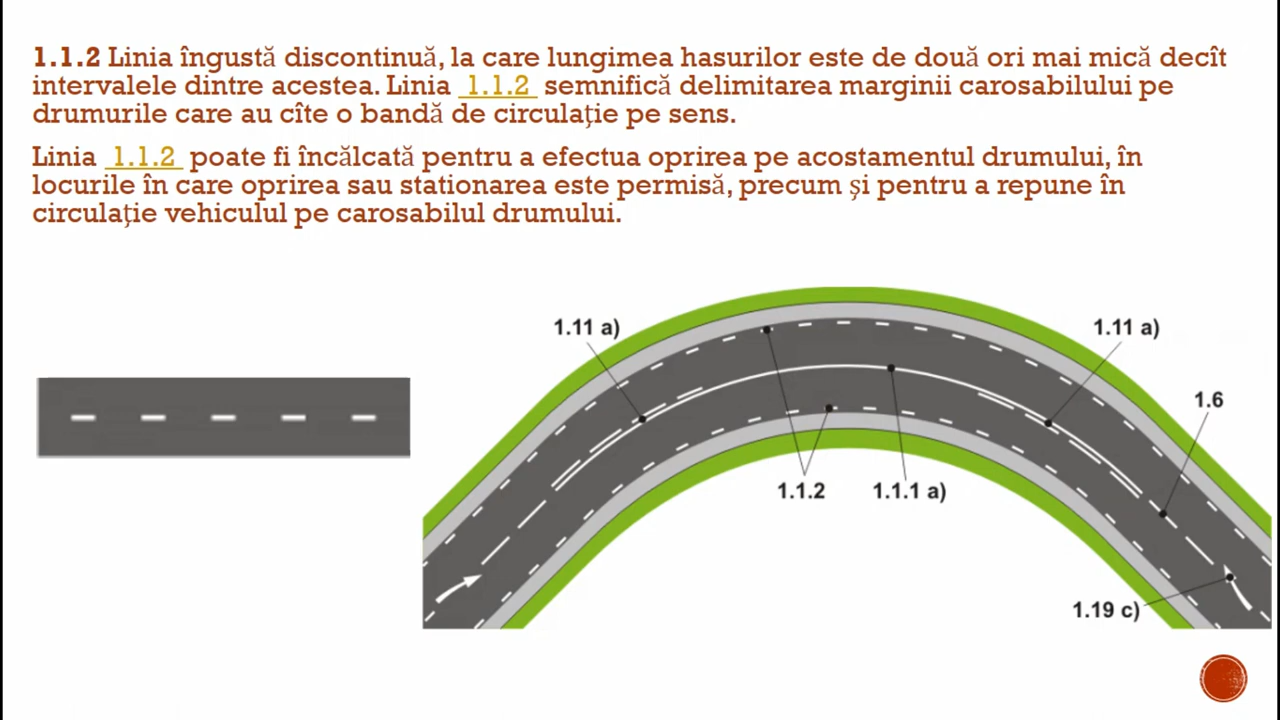 1.1.2 Linia îngustă discontinuă, la care lungimea hasurilor este de două ori mai mică decît
intervalele dintre acestea. Linia 1.1.2 semnifică delimitarea marginii carosabilului pe
drumurile care au cîte o bandă de circulație pe sens.
Linia 1.1.2 poate fi încălcată pentru a efectua oprirea pe acostamentul drumului, în
locurile în care oprirea sau stationarea este permisă, precum și pentru a repune în
circulație vehiculul pe carosabilul drumului.
1.11 a)
1.11 a)
1.6
1.1.2
1.1.1 a)
1.19 c)